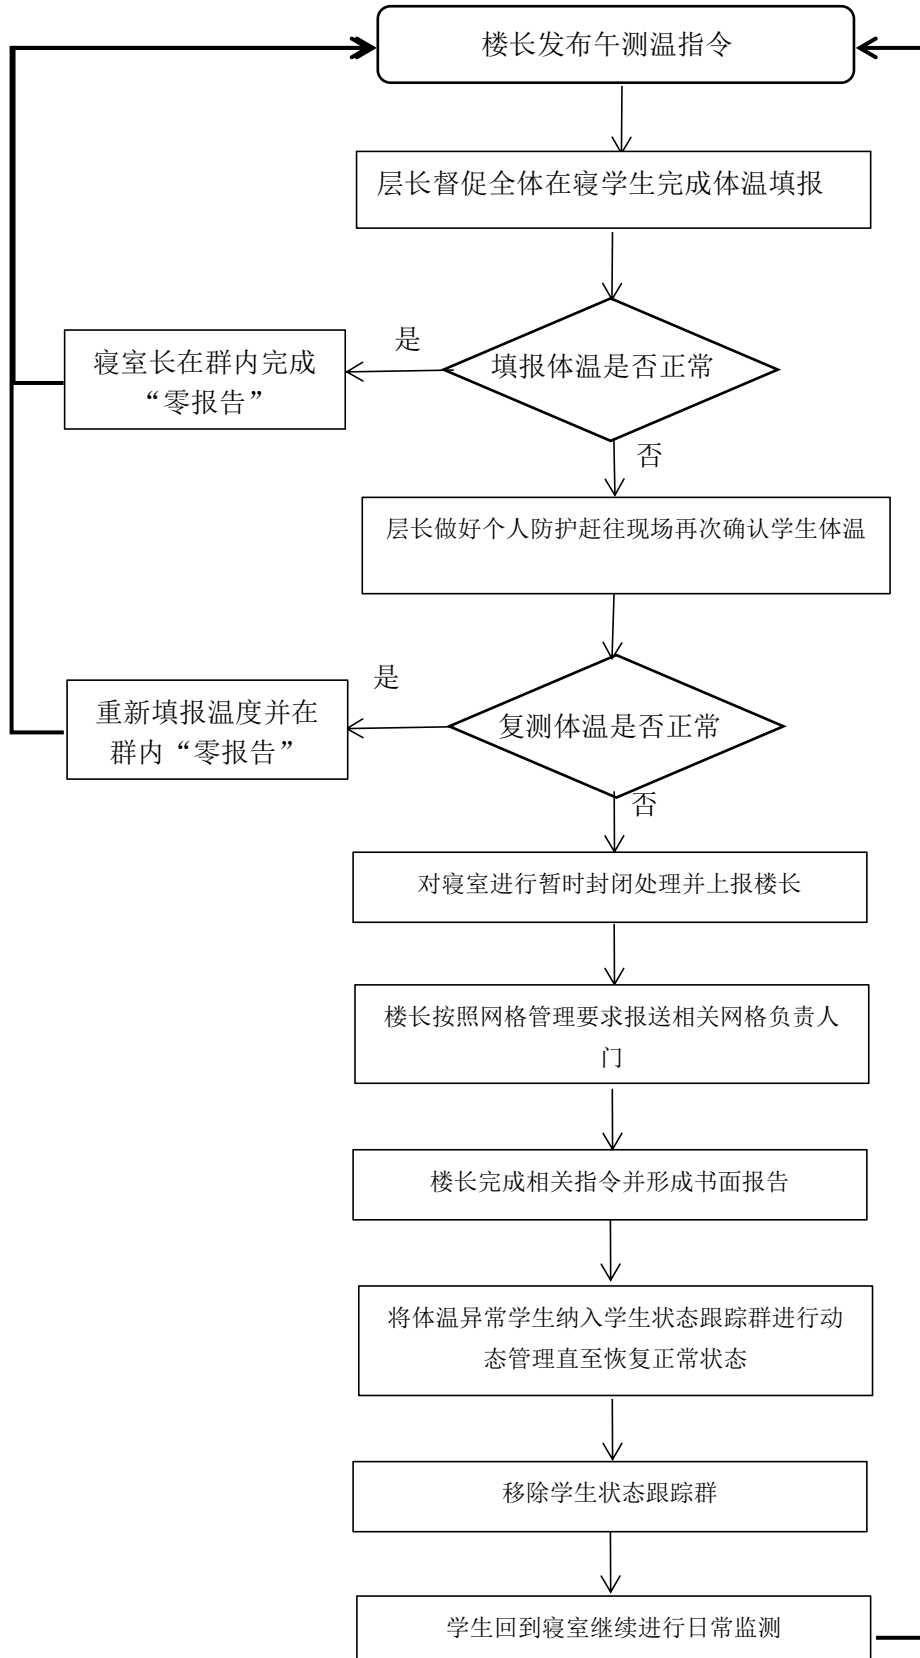 楼长发布午测温指令
层长督促全体在寝学生完成体温填报
填报体温是否正常
是
寝室长在群内完成
“零报告”
否
层长做好个人防护赶往现场再次确认学生体温
复测体温是否正常
是
重新填报温度并在
群内“零报告”
否
对寝室进行暂时封闭处理并上报楼长
楼长按照网格管理要求报送相关网格负责人
门
楼长完成相关指令并形成书面报告
将体温异常学生纳入学生状态跟踪群进行动
态管理直至恢复正常状态
移除学生状态跟踪群
学生回到寝室继续进行日常监测